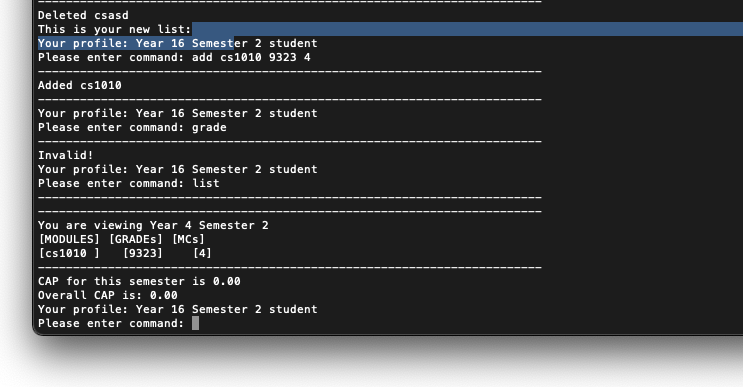 Deleted csasd
This is your new list:
Your profile: Year 16 Semester 2 student
Please enter command: add cs1010 9323 4
Added cs1010
Your profile: Year 16 Semester 2 student
Please enter command: grade
Invalid!
Your profile: Year 16 Semester 2 student
Please enter command: list
You are viewing Year 4 Semester 2
[MODULES] [GRADEs] [MCs]
[cs1010 ]   [9323]    [4]
CAP for this semester is 0.00
Overall CAP is: 0.00
Your profile: Year 16 Semester 2 student
Please enter command: